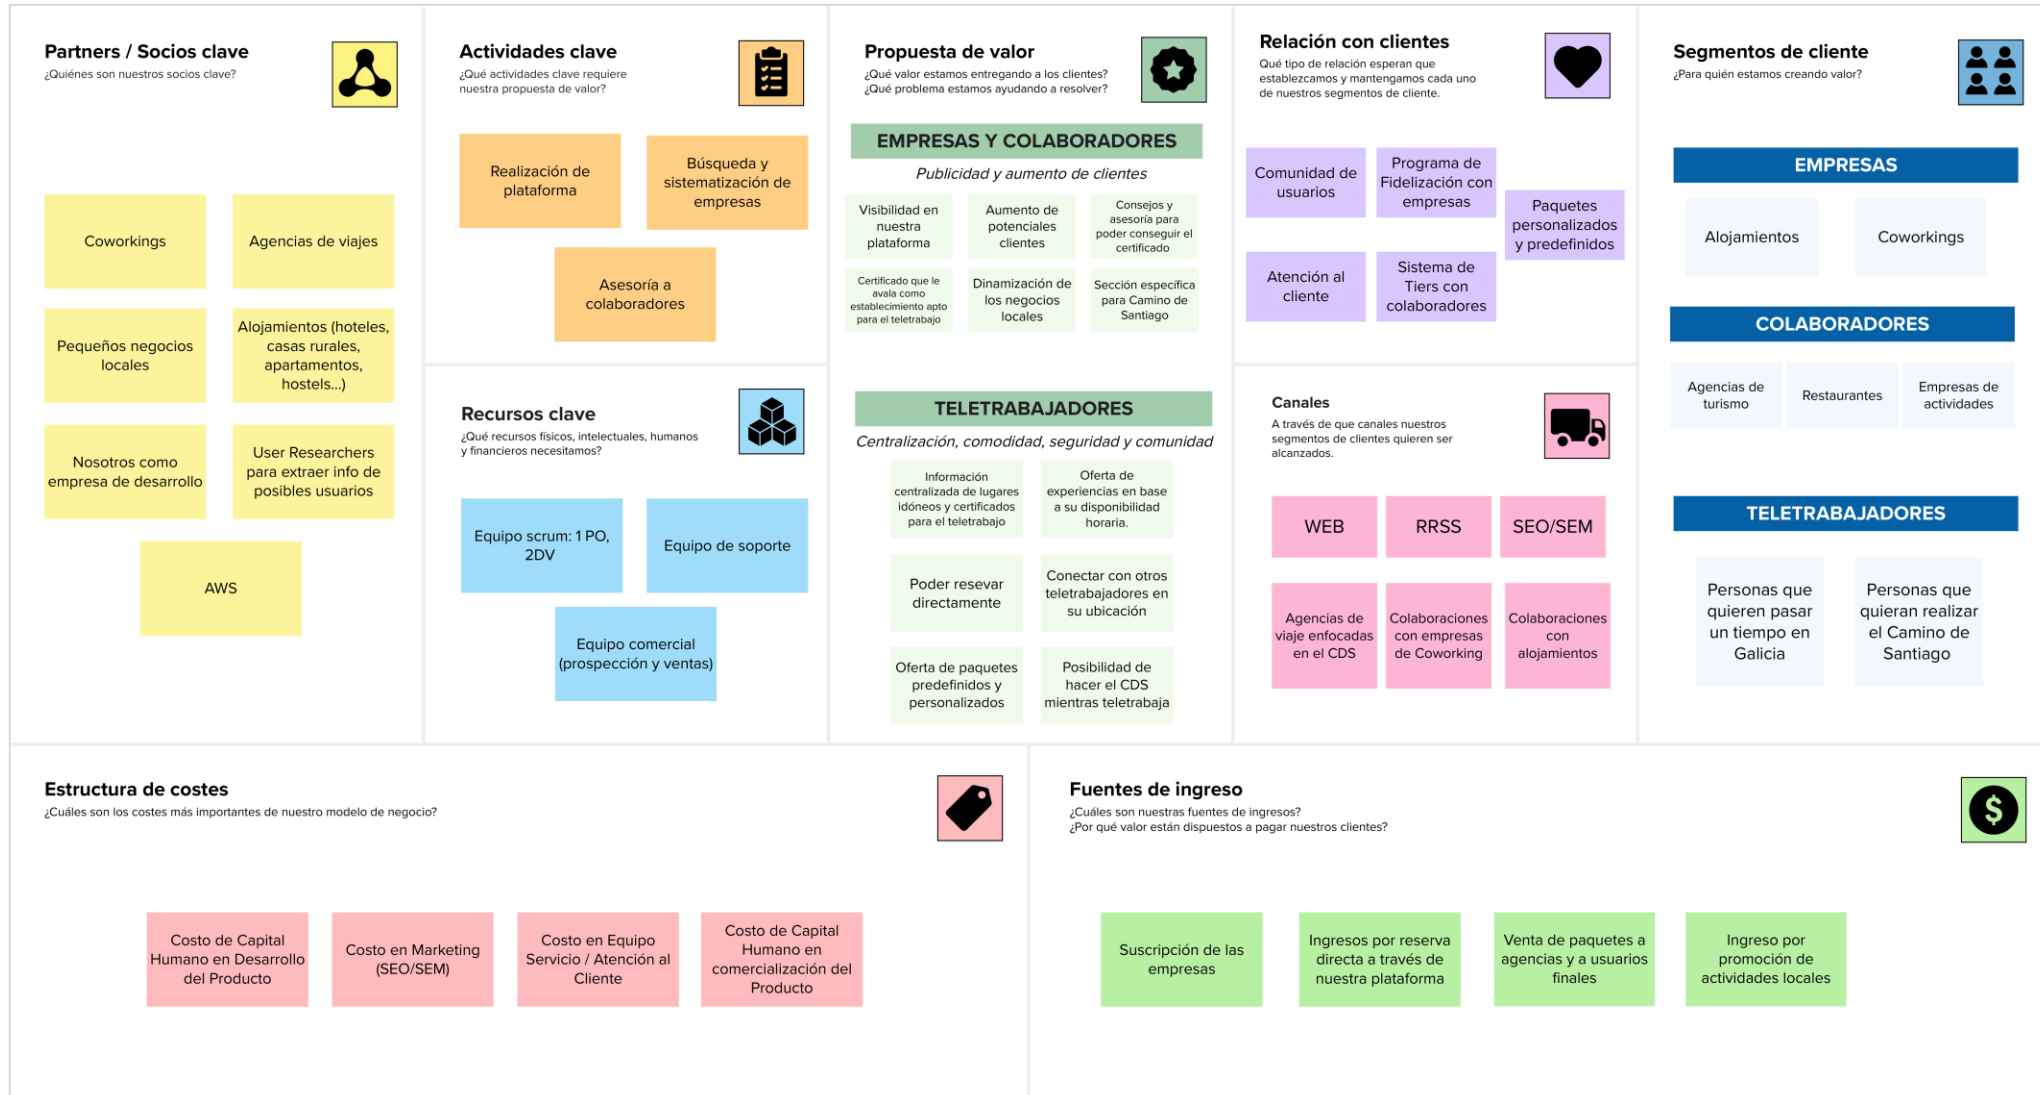 Partners / Socios clave
¿Quiénes son nuestros socios clave?
Coworkings
Agencias de viajes
Pequeños negocios
locales
Alojamientos (hoteles,
casas rurales,
apartamentos,
hostels...)
Nosotros como
empresa de desarrollo
User Researchers
para extraer info de
posibles usuarios
AWS
Actividades clave
¿Qué actividades clave requiere
nuestra propuesta de valor?
Realización de
plataforma
Búsqueda y
sistematización de
empresas
Asesoría a
colaboradores
Recursos clave
¿Qué recursos físicos, intelectuales, humanos
y financieros necesitamos?
Equipo scrum: 1 PO,
2DV
Equipo de soporte
Equipo comercial
(prospección y ventas)
Propuesta de valor
¿Qué valor estamos entregando a los clientes?
¿Qué problema estamos ayudando a resolver?
EMPRESAS Y COLABORADORES
Publicidad y aumento de clientes
Visibilidad en
nuestra
plataforma
Aumento de
potenciales
clientes
Consejos y
asesoría para
poder conseguir el
certificado
Certificado que le
avala como
establecimiento apto
para el teletrabajo
Dinamización de
los negocios
locales
Sección específica
para Camino de
Santiago
TELETRABAJADORES
Centralización, comodidad, seguridad y comunidad
Información
centralizada de lugares
idóneos y certificados
para el teletrabajo
Oferta de
experiencias en base
a su disponibilidad
horaria.
Poder resevar
directamente
Conectar con otros
teletrabajadores en
su ubicación
Oferta de paquetes
predefinidos y
personalizados
Posibilidad de
hacer el CDS
mientras teletrabaja
Relación con clientes
Qué tipo de relación esperan que
establezcamos y mantengamos cada uno
de nuestros segmentos de cliente.
Comunidad de
usuarios
Programa de
Fidelización con
empresas
Paquetes
personalizados
y predefinidos
Atención al
cliente
Sistema de
Tiers con
colaboradores
Canales
A través de que canales nuestros
segmentos de clientes quieren ser
alcanzados.
WEB
RRSS
SEO/SEM
Agencias de
viaje enfocadas
en el CDS
Colaboraciones
con empresas
de Coworking
Colaboraciones
con
alojamientos
Segmentos de cliente
¿Para quién estamos creando valor?
EMPRESAS
Alojamientos
Coworkings
COLABORADORES
Agencias de
turismo
Restaurantes
Empresas de
actividades
TELETRABAJADORES
Personas que
quieren pasar
un tiempo en
Galicia
Personas que
quieran realizar
el Camino de
Santiago
Estructura de costes
¿Cuáles son los costes más importantes de nuestro modelo de negocio?
Costo de Capital
Humano en Desarrollo
del Producto
Costo en Marketing
(SEO/SEM)
Costo en Equipo
Servicio / Atención al
Cliente
Costo de Capital
Humano en
comercialización del
Producto
Fuentes de ingreso
¿Cuáles son nuestras fuentes de ingresos?
¿Por qué valor están dispuestos a pagar nuestros clientes?
Suscripción de las
empresas
Ingresos por reserva
directa a través de
nuestra plataforma
Venta de paquetes a
agencias y a usuarios
finales
Ingreso por
promoción de
actividades locales